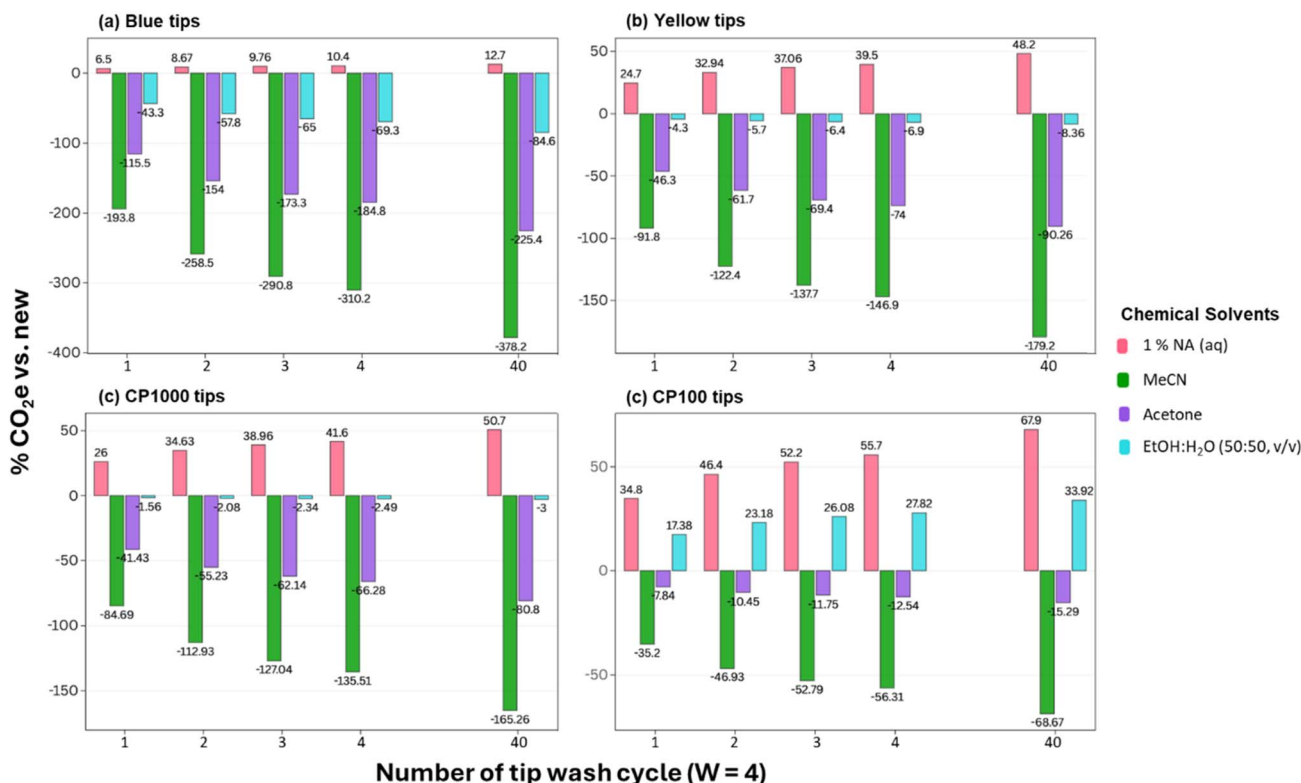 (a) Blue tips
6.5 8.67 9.76 10.4 12.7
0
-100
-200
-300
-400
-43.3 -57.8 -65 -69.3 -84.6
-115.5 -154 -173.3 -184.8 -225.4
-193.8 -258.5 -290.8 -310.2 -378.2
1 2 3 4 40
(b) Yellow tips
50
0
-50
-100
-150
24.7 32.94 37.06 39.5 48.2
-4.3 -5.7 -6.4 -6.9 -8.36
-46.3 -61.7 -69.4 -74 -90.26
-91.8 -122.4 -137.7 -146.9 -179.2
1 2 3 4 40
(c) CP1000 tips
50
0
-50
-100
-150
26 34.63 38.96 41.6 50.7
-1.56 -2.08 -2.34 -2.49 -3
-41.43 -55.23 -62.14 -66.28 -80.8
-84.69 -112.93 -127.04 -135.51 -165.26
1 2 3 4 40
(c) CP100 tips
50
0
-50
34.8 46.4 52.2 55.7 67.9
17.38 23.18 26.08 27.82 33.92
-7.84 -10.45 -11.75 -12.54 -15.29
-35.2 -46.93 -52.79 -56.31 -68.67
1 2 3 4 40
% CO₂e vs. new
Number of tip wash cycle (W = 4)
Chemical Solvents
1 % NA (aq)
MeCN
Acetone
EtOH:H₂O (50:50, v/v)